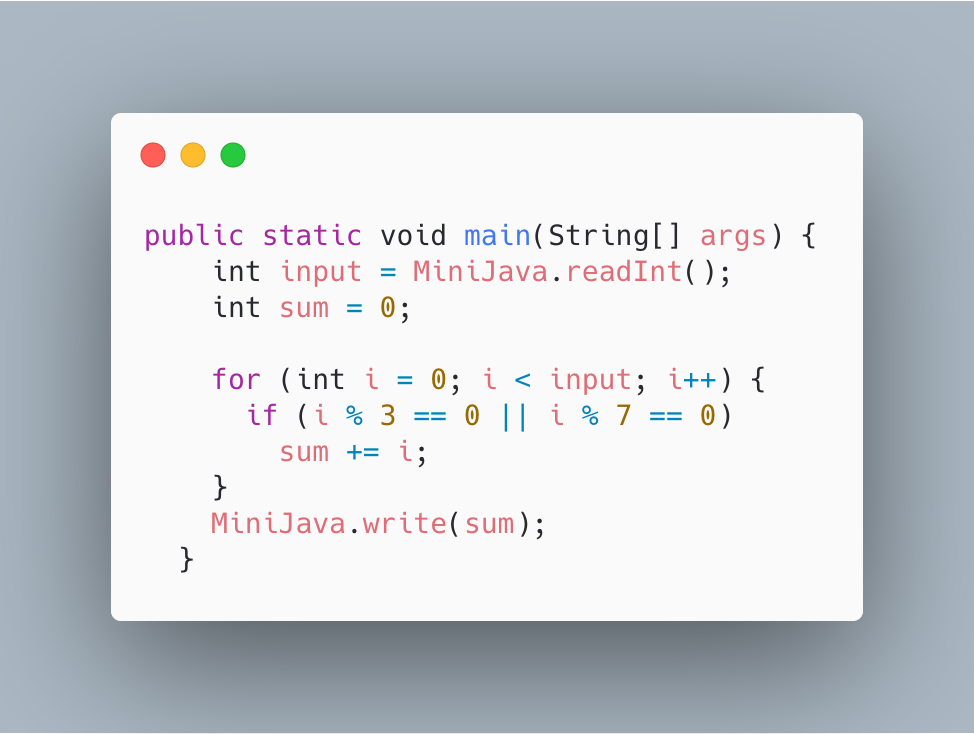 public static void main(String[] args) {
    int input = MiniJava.readInt();
    int sum = 0;

    for (int i = 0; i < input; i++) {
      if (i % 3 == 0 || i % 7 == 0)
        sum += i;
    }
    MiniJava.write(sum);
  }